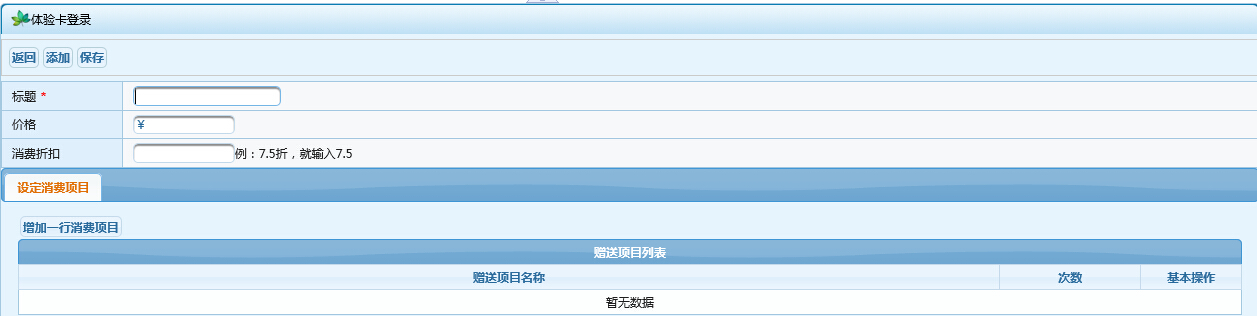 体验卡登录
返回 添加 保存
标题 *
价格 ¥
消费折扣 例：7.5折，就输入7.5
设定消费项目
增加一行消费项目
赠送项目列表
赠送项目名称 次数 基本操作
暂无数据